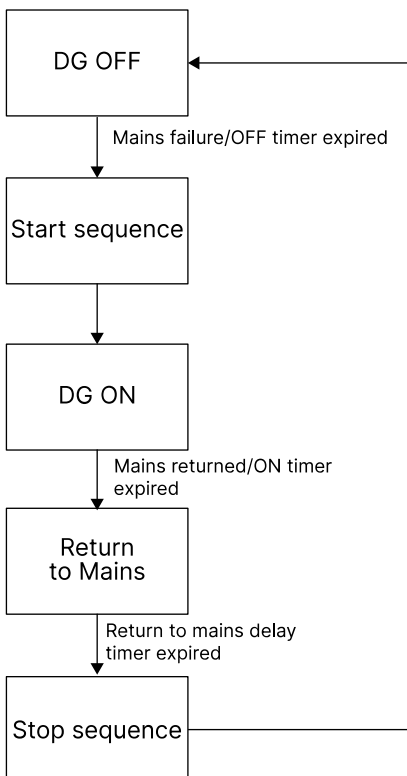 DG OFF
Mains failure/OFF timer expired
Start sequence
DG ON
Mains returned/ON timer
expired
Return
to Mains
Return to mains delay
timer expired
Stop sequence